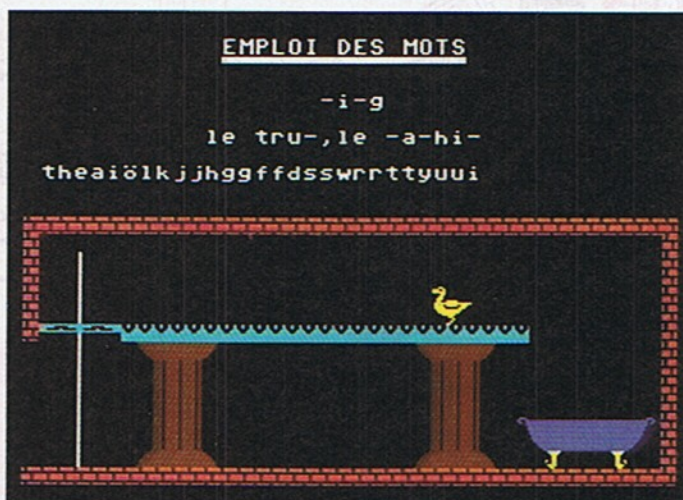 EMPLOI DES MOTS
-i-g
le tru-,le -a-hi-
theaiölkjjhggffdsswrrttyuui